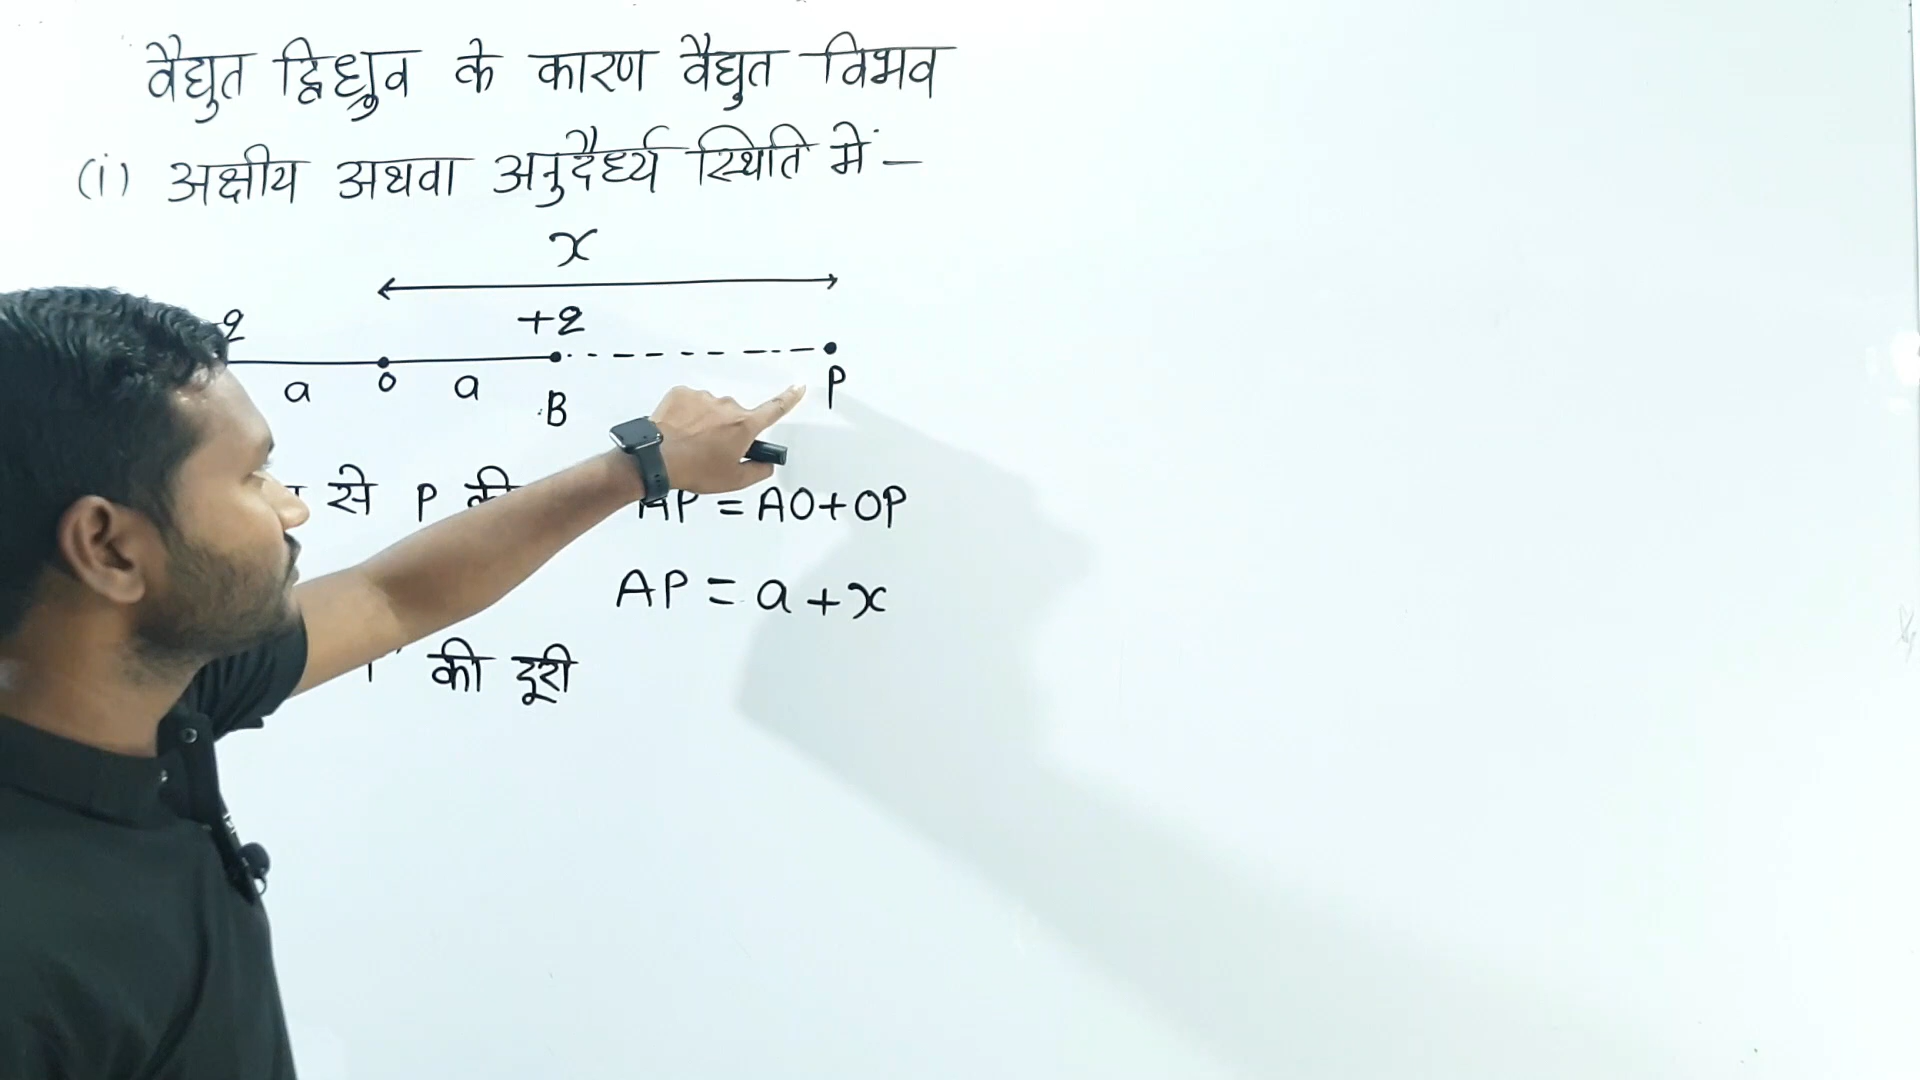 वैद्युत द्विध्रुव के कारण वैद्युत विभव
(i) अक्षीय अथवा अनुदैर्ध्य स्थिति में –
x
q +q
a o a B P
से P की AP = AO+OP
AP = a + x
की दूरी